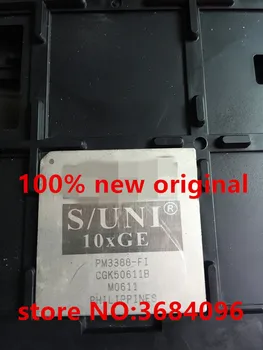 100% new original
S/UNI®
10xGE
PM3388-FI
CGK50611B
M0611
PHILIPPINES
store NO:3684096